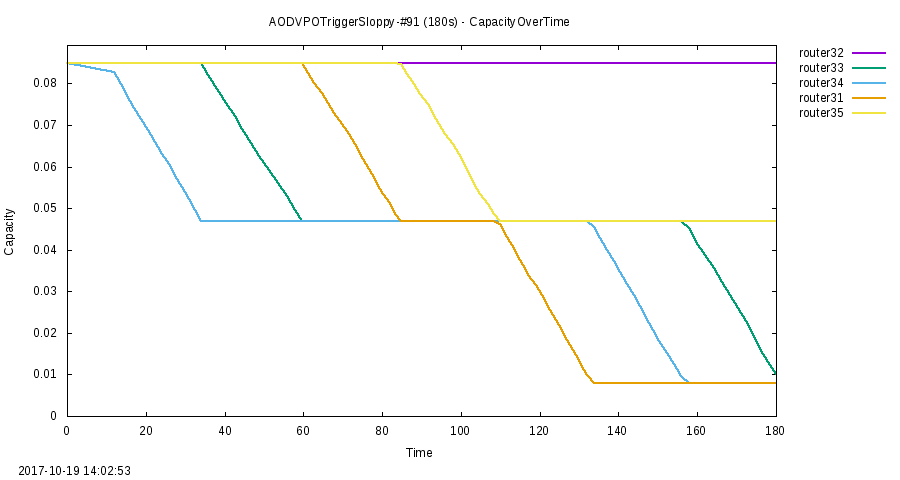 AODVPOTriggerSloppy-#91 (180s) - CapacityOverTime
router32
router33
router34
router31
router35
0.08
0.07
0.06
0.05
0.04
0.03
0.02
0.01
0
Capacity
0 20 40 60 80 100 120 140 160 180
Time
2017-10-19 14:02:53